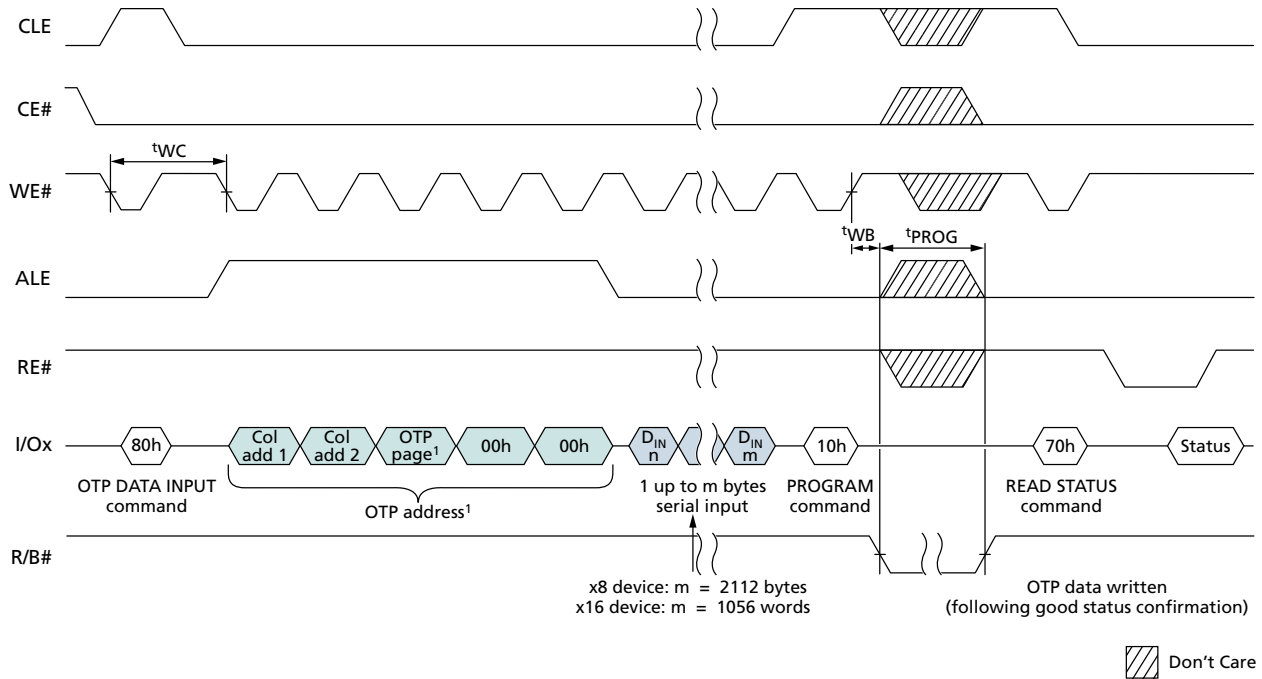 CLE
CE#
tWC
WE#
tWB
tPROG
ALE
RE#
I/Ox
80h
Col
add 1
Col
add 2
OTP
page1
00h
00h
DIN
n
DIN
m
10h
70h
Status
OTP DATA INPUT
command
OTP address1
1 up to m bytes
serial input
PROGRAM
command
READ STATUS
command
R/B#
x8 device: m = 2112 bytes
x16 device: m = 1056 words
OTP data written
(following good status confirmation)
Don't Care